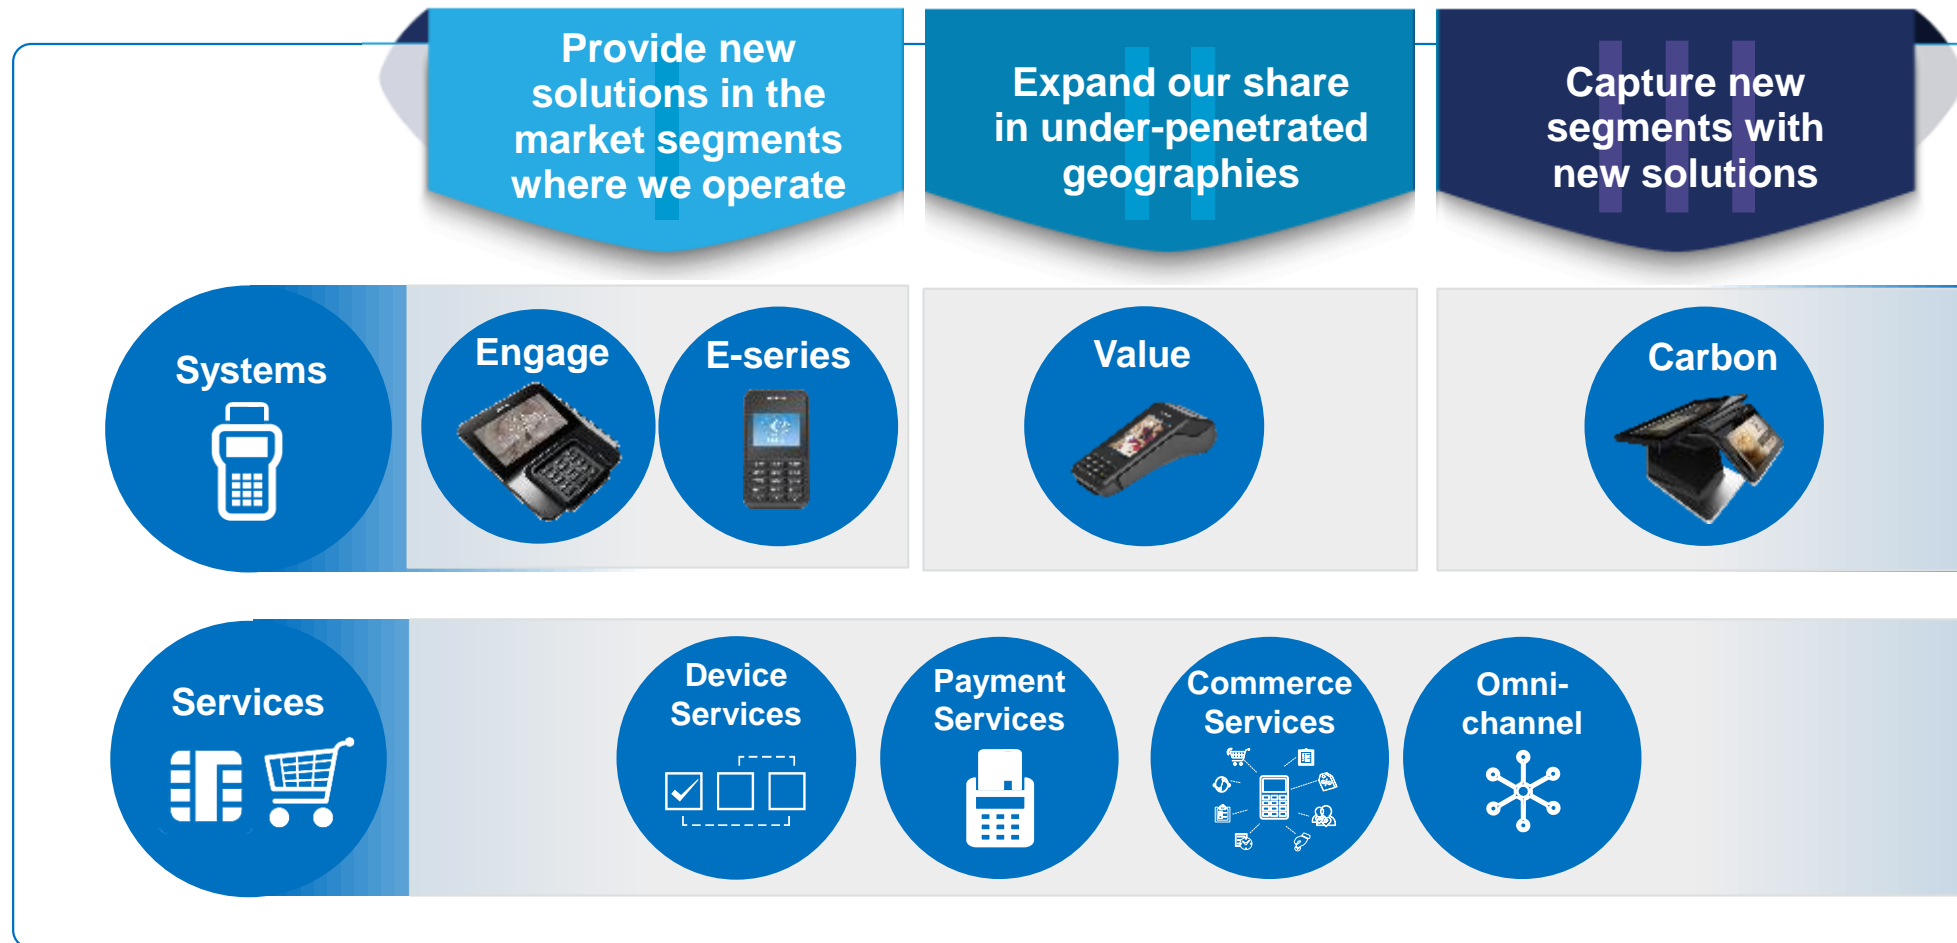 Provide new
solutions in the
market segments
where we operate
Expand our share
in under-penetrated
geographies
Capture new
segments with
new solutions
Systems
Engage
E-series
Value
Carbon
Services
Device
Services
Payment
Services
Commerce
Services
Omni-
channel